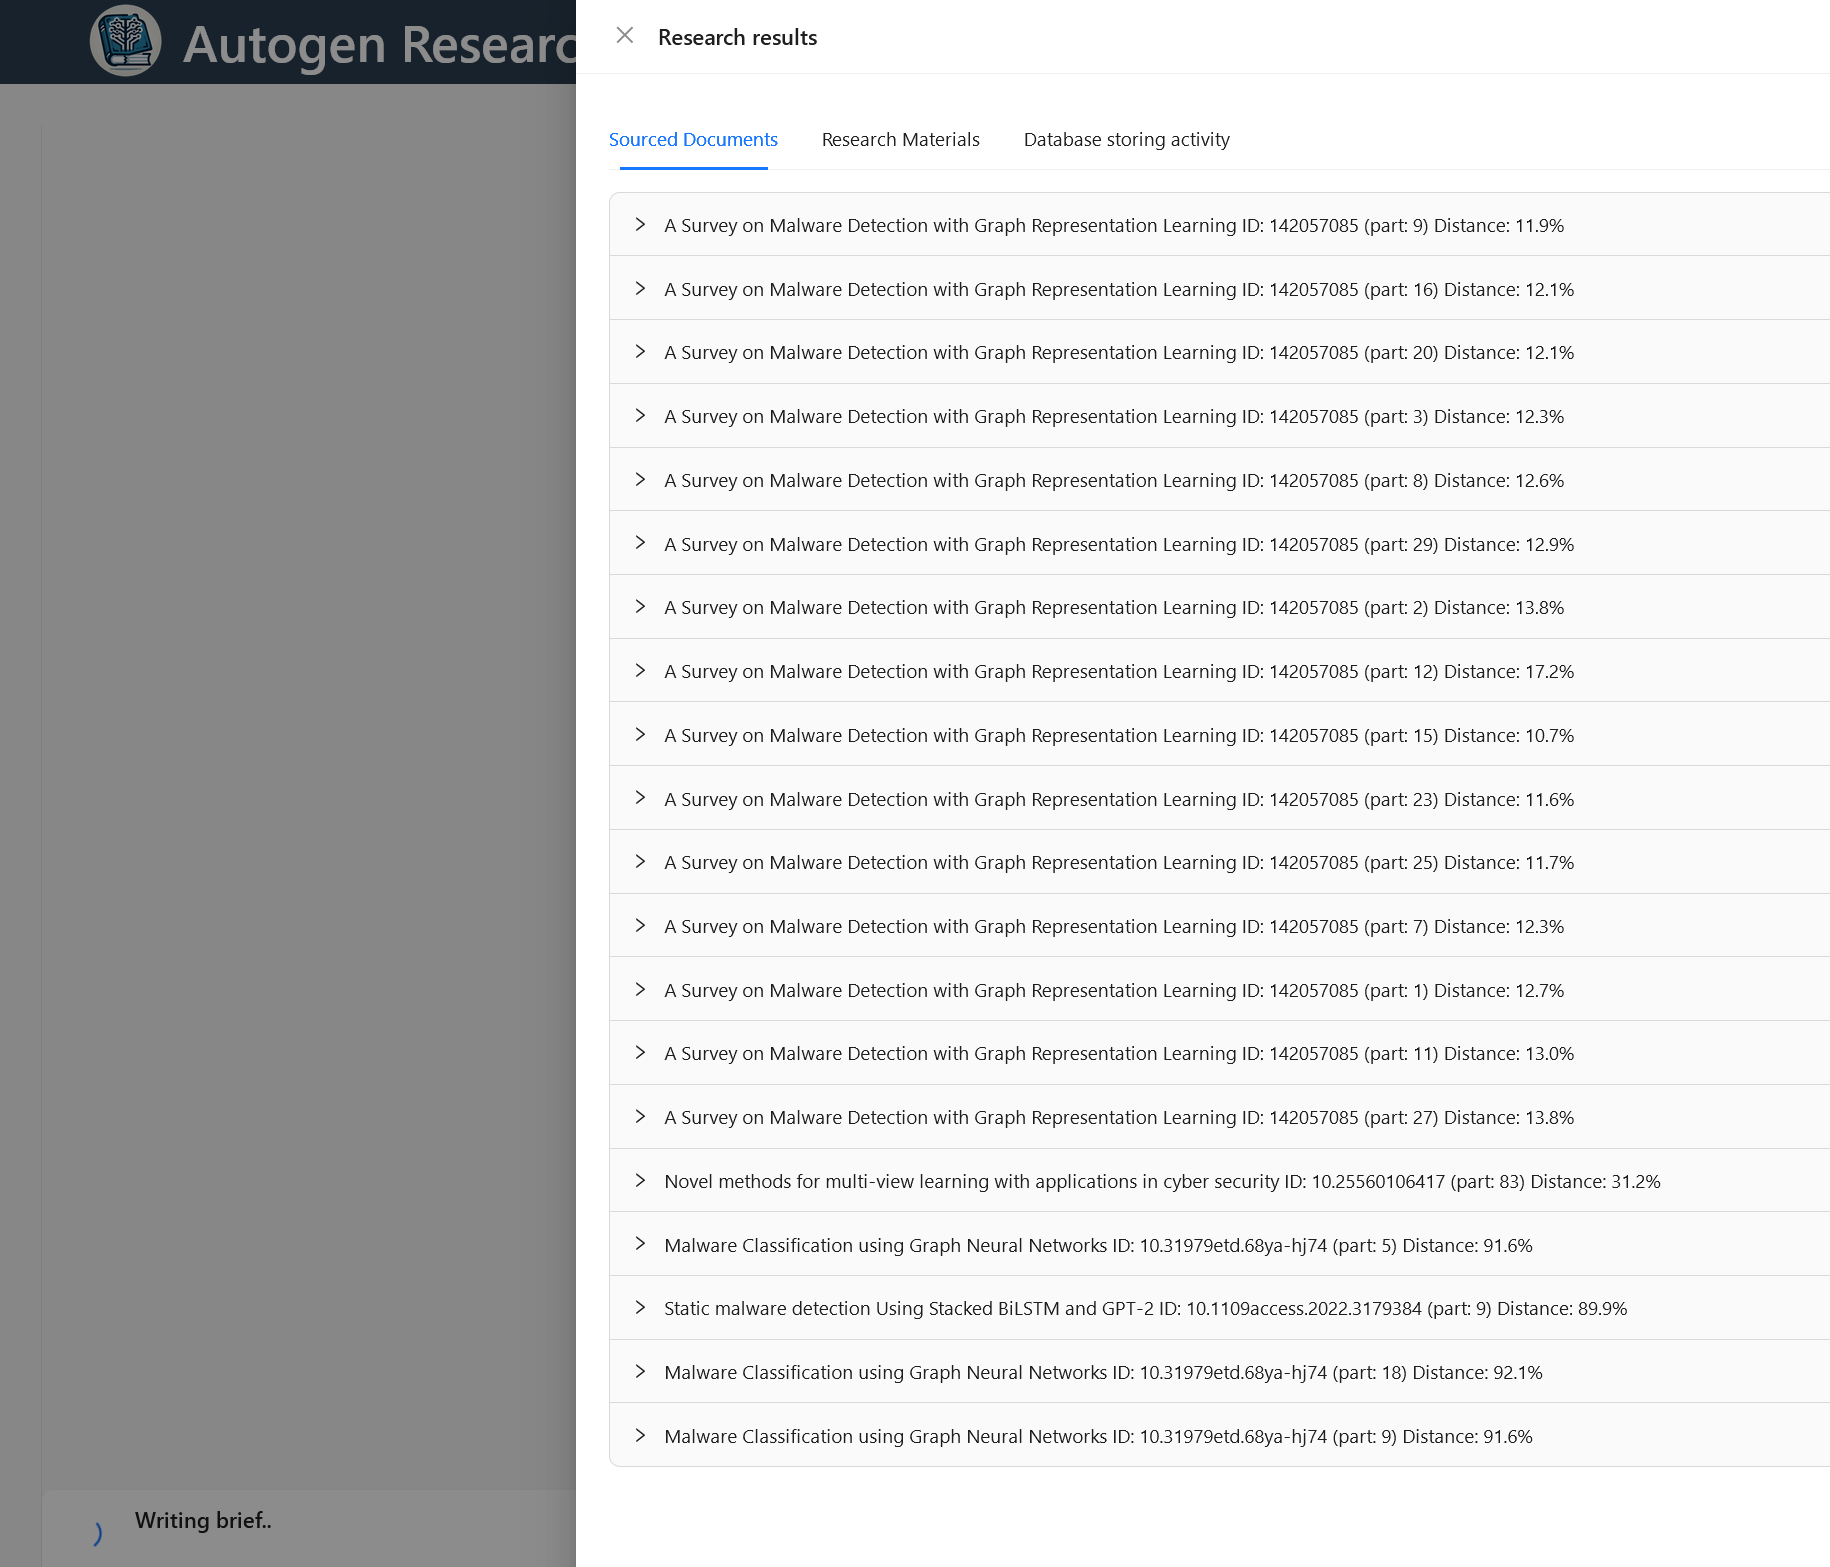 Autogen Researc
Research results
Sourced Documents Research Materials Database storing activity
A Survey on Malware Detection with Graph Representation Learning ID: 142057085 (part: 9) Distance: 11.9%
A Survey on Malware Detection with Graph Representation Learning ID: 142057085 (part: 16) Distance: 12.1%
A Survey on Malware Detection with Graph Representation Learning ID: 142057085 (part: 20) Distance: 12.1%
A Survey on Malware Detection with Graph Representation Learning ID: 142057085 (part: 3) Distance: 12.3%
A Survey on Malware Detection with Graph Representation Learning ID: 142057085 (part: 8) Distance: 12.6%
A Survey on Malware Detection with Graph Representation Learning ID: 142057085 (part: 29) Distance: 12.9%
A Survey on Malware Detection with Graph Representation Learning ID: 142057085 (part: 2) Distance: 13.8%
A Survey on Malware Detection with Graph Representation Learning ID: 142057085 (part: 12) Distance: 17.2%
A Survey on Malware Detection with Graph Representation Learning ID: 142057085 (part: 15) Distance: 10.7%
A Survey on Malware Detection with Graph Representation Learning ID: 142057085 (part: 23) Distance: 11.6%
A Survey on Malware Detection with Graph Representation Learning ID: 142057085 (part: 25) Distance: 11.7%
A Survey on Malware Detection with Graph Representation Learning ID: 142057085 (part: 7) Distance: 12.3%
A Survey on Malware Detection with Graph Representation Learning ID: 142057085 (part: 1) Distance: 12.7%
A Survey on Malware Detection with Graph Representation Learning ID: 142057085 (part: 11) Distance: 13.0%
A Survey on Malware Detection with Graph Representation Learning ID: 142057085 (part: 27) Distance: 13.8%
Novel methods for multi-view learning with applications in cyber security ID: 10.25560106417 (part: 83) Distance: 31.2%
Malware Classification using Graph Neural Networks ID: 10.31979etd.68ya-hj74 (part: 5) Distance: 91.6%
Static malware detection Using Stacked BiLSTM and GPT-2 ID: 10.1109access.2022.3179384 (part: 9) Distance: 89.9%
Malware Classification using Graph Neural Networks ID: 10.31979etd.68ya-hj74 (part: 18) Distance: 92.1%
Malware Classification using Graph Neural Networks ID: 10.31979etd.68ya-hj74 (part: 9) Distance: 91.6%
Writing brief..